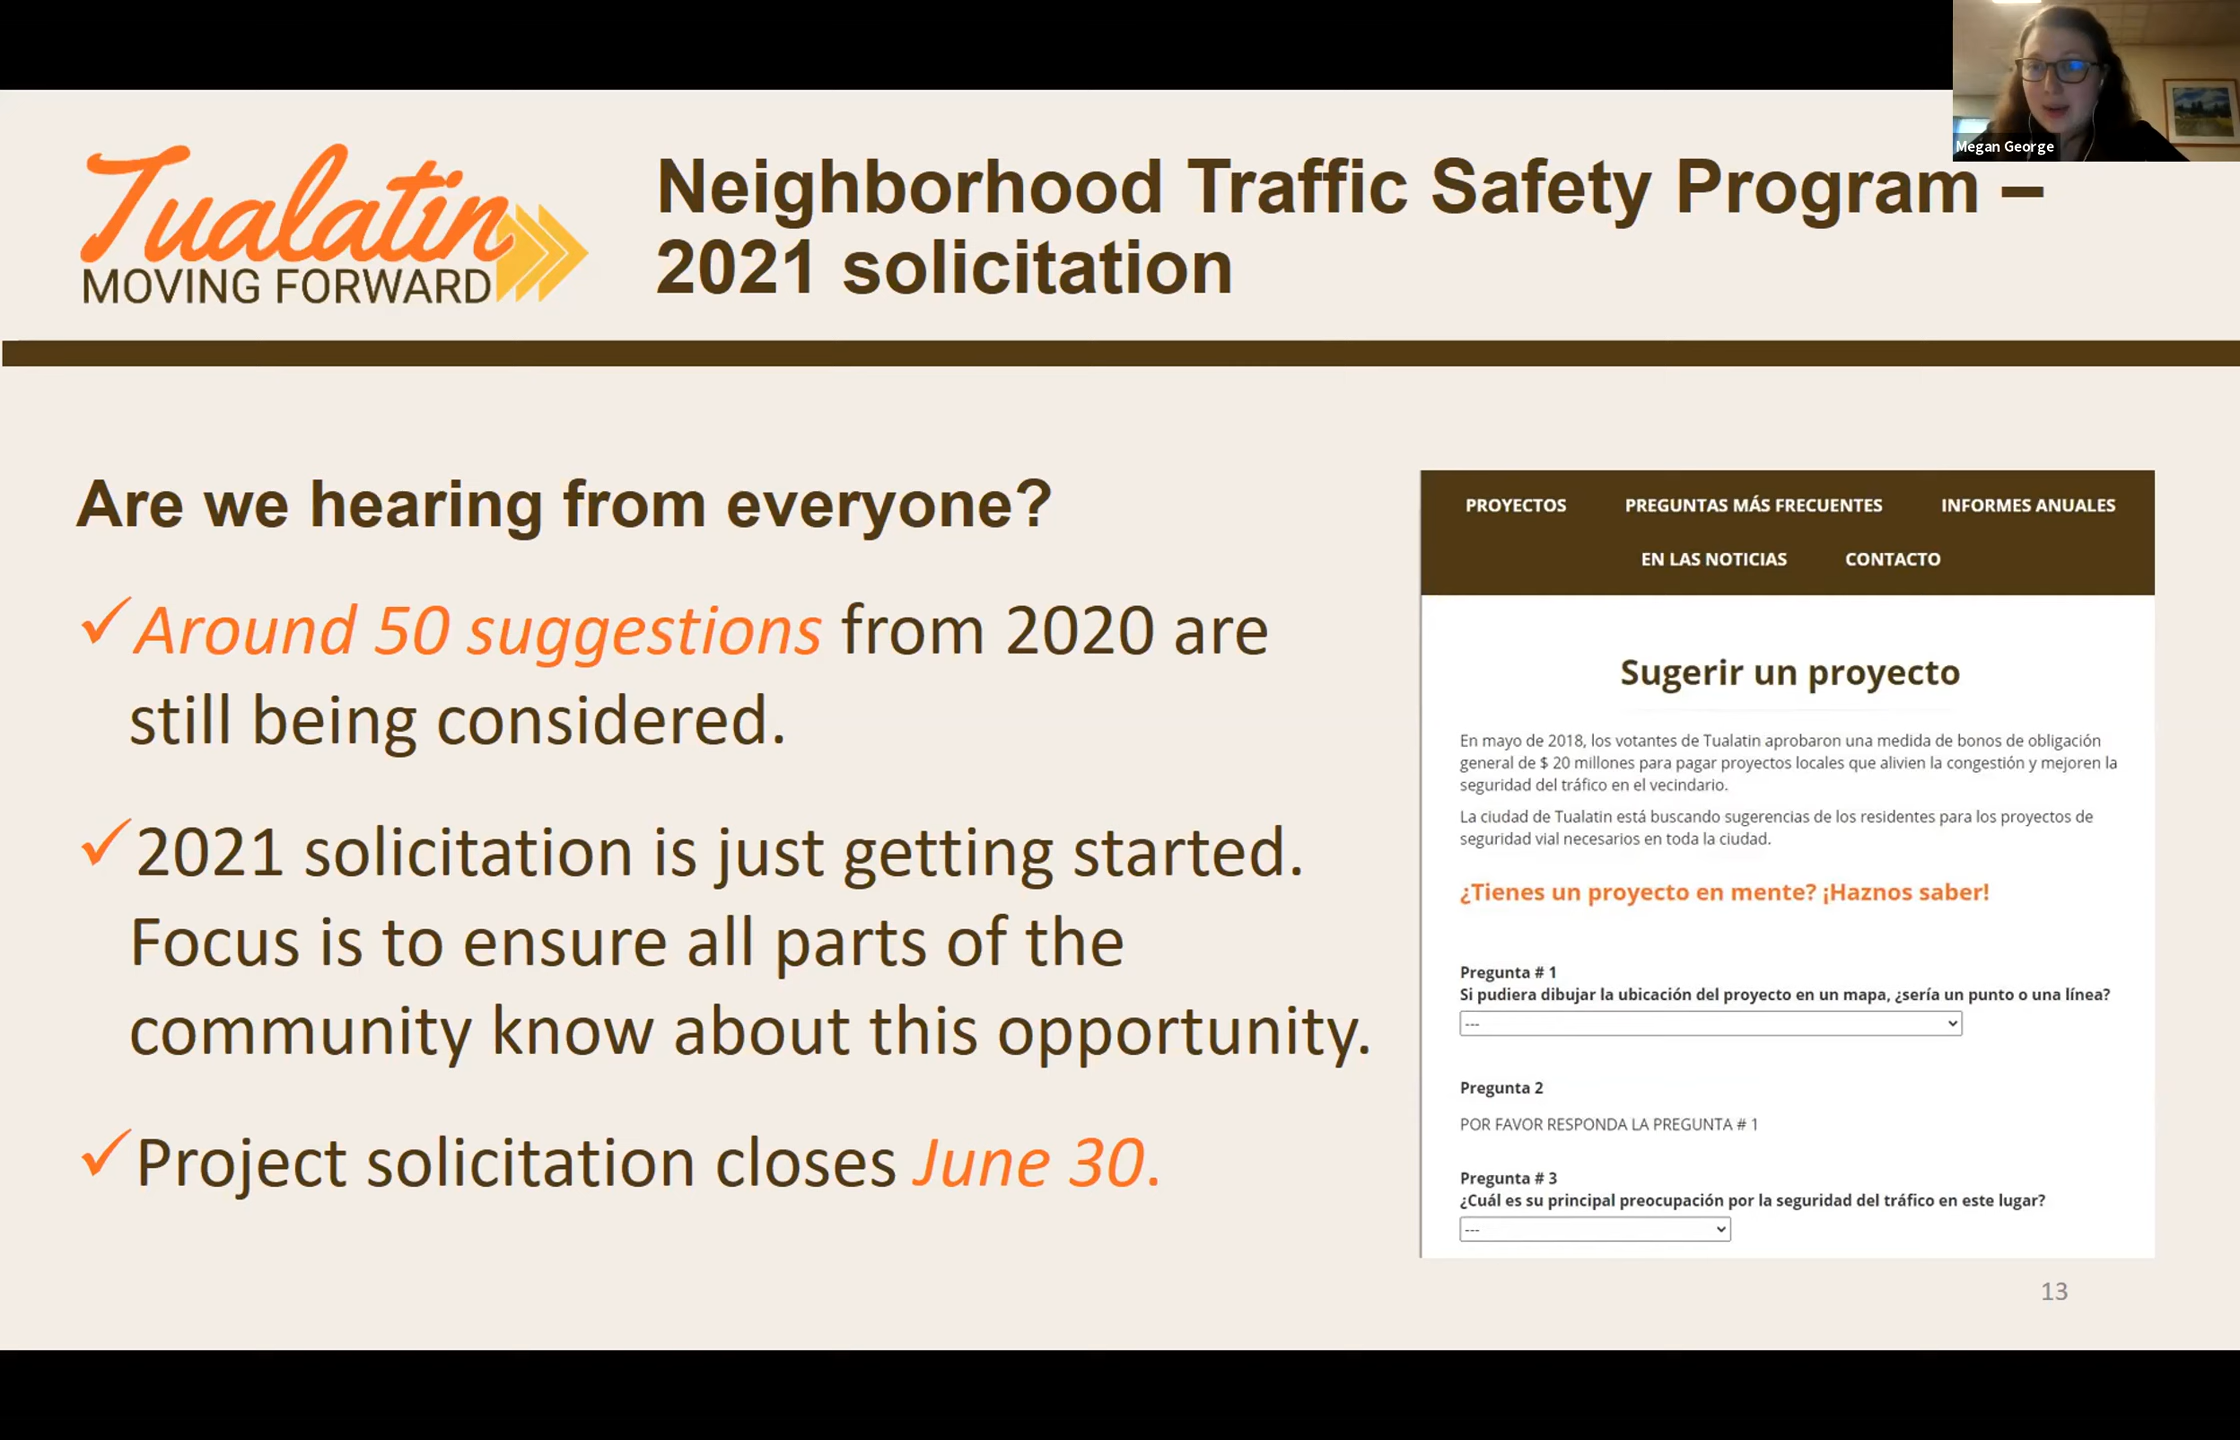 Megan George
Tualatin
MOVING FORWARD
Neighborhood Traffic Safety Program –
2021 solicitation
Are we hearing from everyone?
✓Around 50 suggestions from 2020 are
still being considered.
✓2021 solicitation is just getting started.
Focus is to ensure all parts of the
community know about this opportunity.
✓Project solicitation closes June 30.
PROYECTOS PREGUNTAS MÁS FRECUENTES INFORMES ANUALES
EN LAS NOTICIAS CONTACTO
Sugerir un proyecto
En mayo de 2018, los votantes de Tualatin aprobaron una medida de bonos de obligación
general de $ 20 millones para pagar proyectos locales que alivien la congestión y mejoren la
seguridad del tráfico en el vecindario.
La ciudad de Tualatin está buscando sugerencias de los residentes para los proyectos de
seguridad vial necesarios en toda la ciudad.
¿Tienes un proyecto en mente? ¡Haznos saber!
Pregunta # 1
Si pudiera dibujar la ubicación del proyecto en un mapa, ¿sería un punto o una línea?
---
Pregunta 2
POR FAVOR RESPONDA LA PREGUNTA # 1
Pregunta # 3
¿Cuál es su principal preocupación por la seguridad del tráfico en este lugar?
---
13